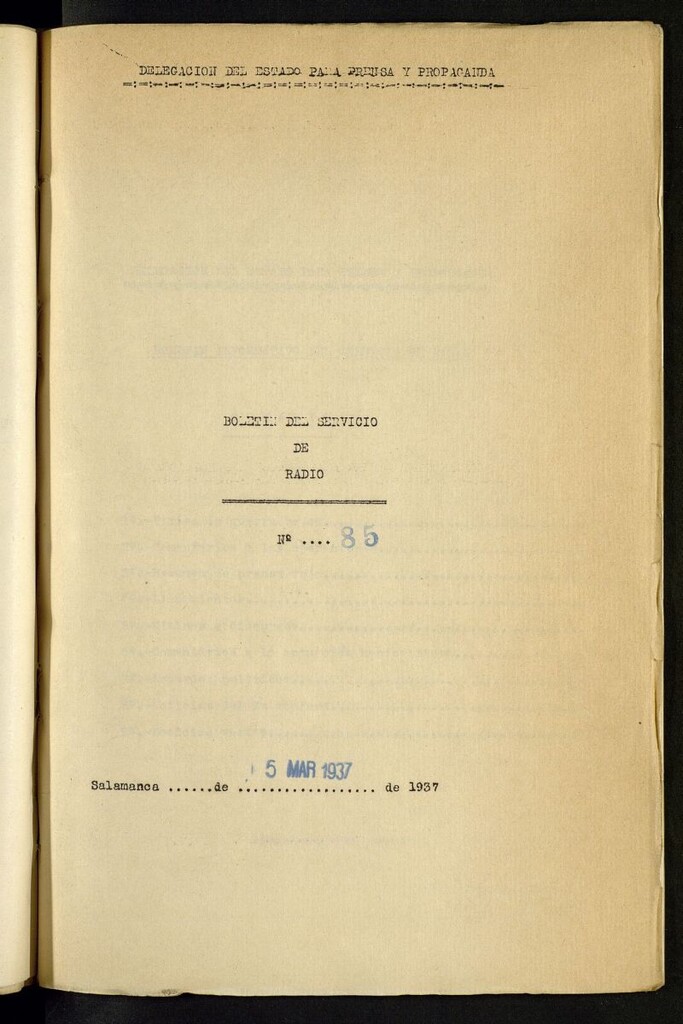 DELEGACION DEL ESTADO PARA PRENSA Y PROPAGANDA
BOLETIN DEL SERVICIO
DE
RADIO
Nº .... 85
5 MAR 1937
Salamanca ......de .................. de 1937